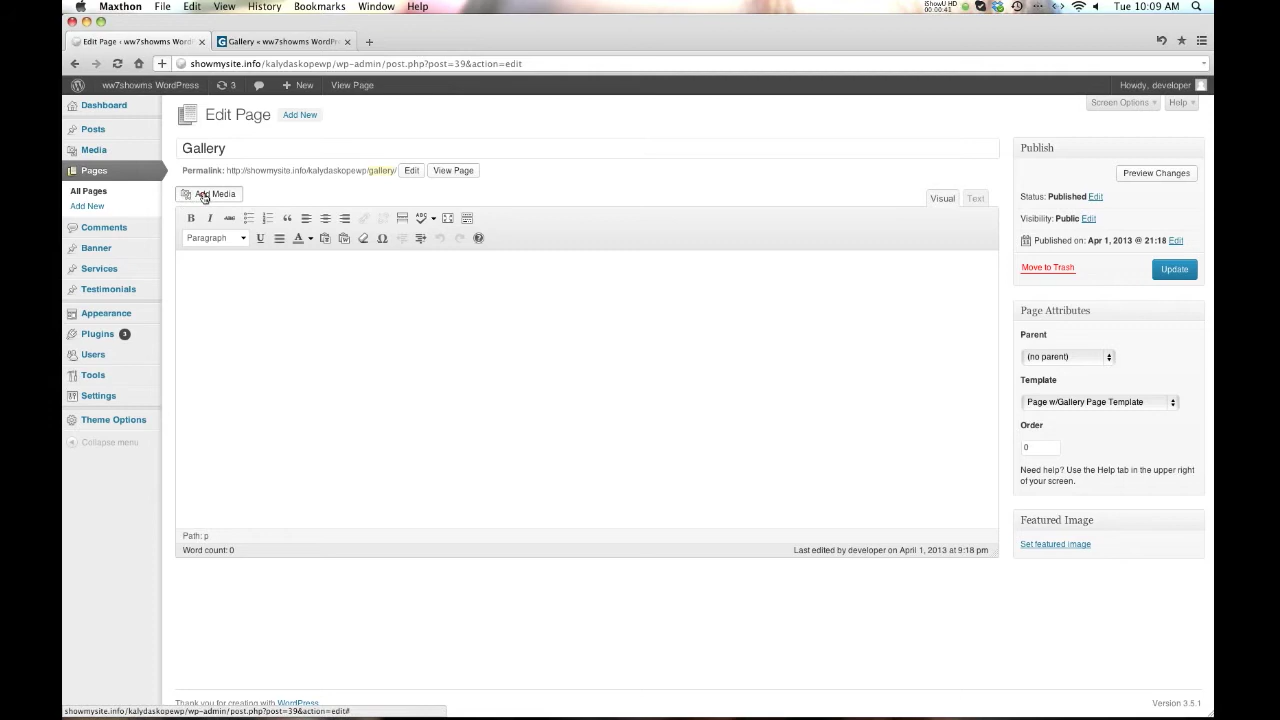 Maxthon File Edit View History Bookmarks Window Help
iShowU HD
00:00:41
Tue 10:09 AM
Edit Page ‹ ww7showms WordPr
Gallery « ww7showms WordPre
showmysite.info/kalydaskopewp/wp-admin/post.php?post=39&action=edit
ww7showms WordPress 3 New View Page
Howdy, developer
Dashboard
Posts
Media
Pages
All Pages
Add New
Comments
Banner
Services
Testimonials
Appearance
Plugins 3
Users
Tools
Settings
Theme Options
Collapse menu
Screen Options Help
Edit Page Add New
Gallery
Permalink: http://showmysite.info/kalydaskopewp/gallery/ Edit View Page
Add Media
Visual Text
B I ABC ABC
Paragraph U A
Path: p
Word count: 0
Last edited by developer on April 1, 2013 at 9:18 pm
Publish
Preview Changes
Status: Published Edit
Visibility: Public Edit
Published on: Apr 1, 2013 @ 21:18 Edit
Move to Trash Update
Page Attributes
Parent
(no parent)
Template
Page w/Gallery Page Template
Order
0
Need help? Use the Help tab in the upper right
of your screen.
Featured Image
Set featured image
Thank you for creating with WordPress.
Version 3.5.1
showmysite.info/kalydaskopewp/wp-admin/post.php?post=39&action=edit#